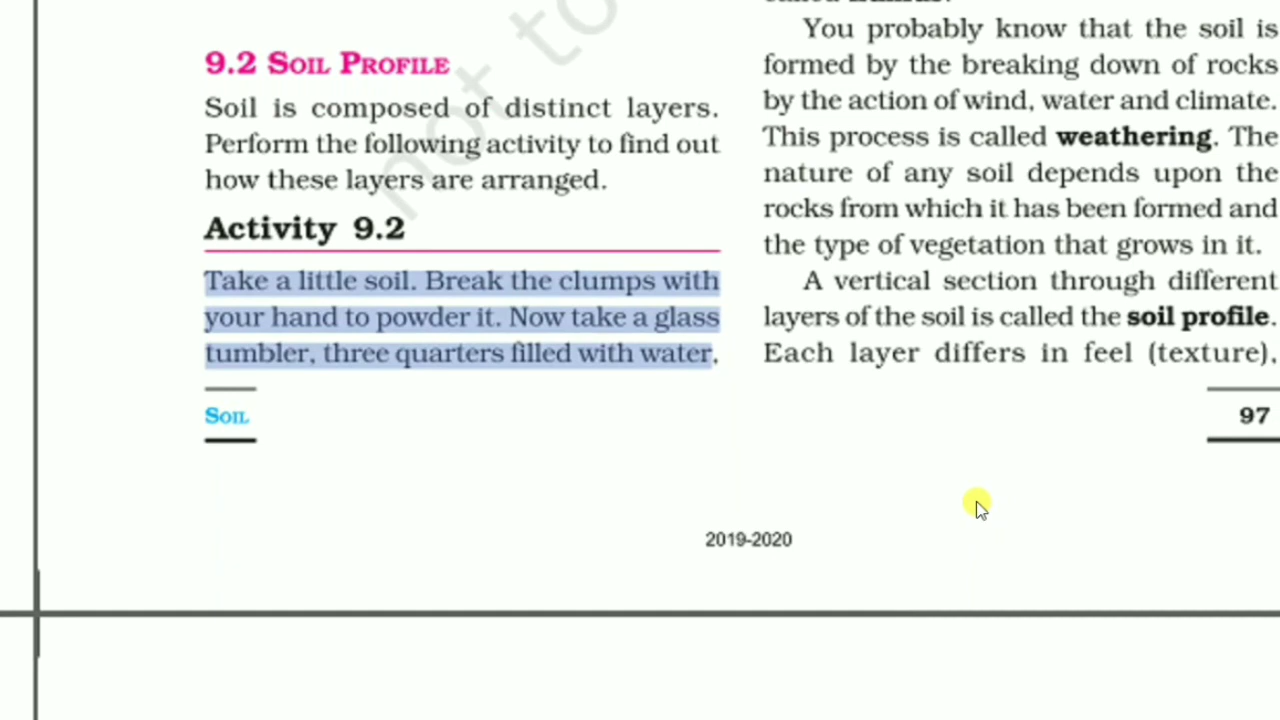 9.2 SOIL PROFILE
Soil is composed of distinct layers.
Perform the following activity to find out
how these layers are arranged.
Activity 9.2
Take a little soil. Break the clumps with
your hand to powder it. Now take a glass
tumbler, three quarters filled with water,
SOIL
You probably know that the soil is
formed by the breaking down of rocks
by the action of wind, water and climate.
This process is called weathering. The
nature of any soil depends upon the
rocks from which it has been formed and
the type of vegetation that grows in it.
A vertical section through different
layers of the soil is called the soil profile.
Each layer differs in feel (texture),
97
2019-2020
not to